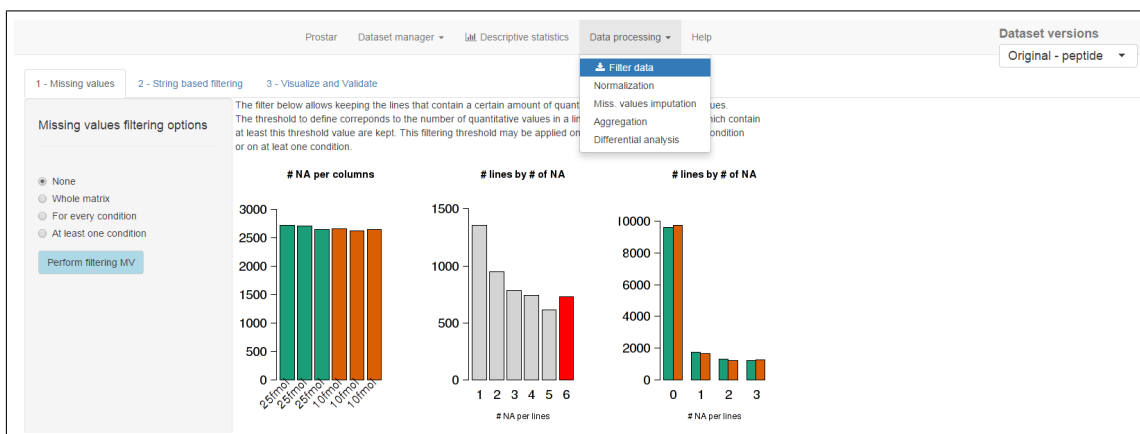 Prostar Dataset manager Descriptive statistics Data processing Help
Dataset versions
Original - peptide
Filter data
Normalization
Miss. values imputation
Aggregation
Differential analysis
1 - Missing values 2 - String based filtering 3 - Visualize and Validate
Missing values filtering options
None
Whole matrix
For every condition
At least one condition
Perform filtering MV
The filter below allows keeping the lines that contain a certain amount of quant ues.
The threshold to define correponds to the number of quantitative values in a hich contain
at least this threshold value are kept. This filtering threshold may be applied on condition
or on at leat one condition.
# NA per columns
3000
2500
2000
1500
1000
500
0
25fmol 25fmol 25fmol 10fmol 10fmol 10fmol
# lines by # of NA
1500
1000
500
0
1 2 3 4 5 6
# NA per lines
# lines by # of NA
10000
8000
6000
4000
2000
0
0 1 2 3
# NA per lines